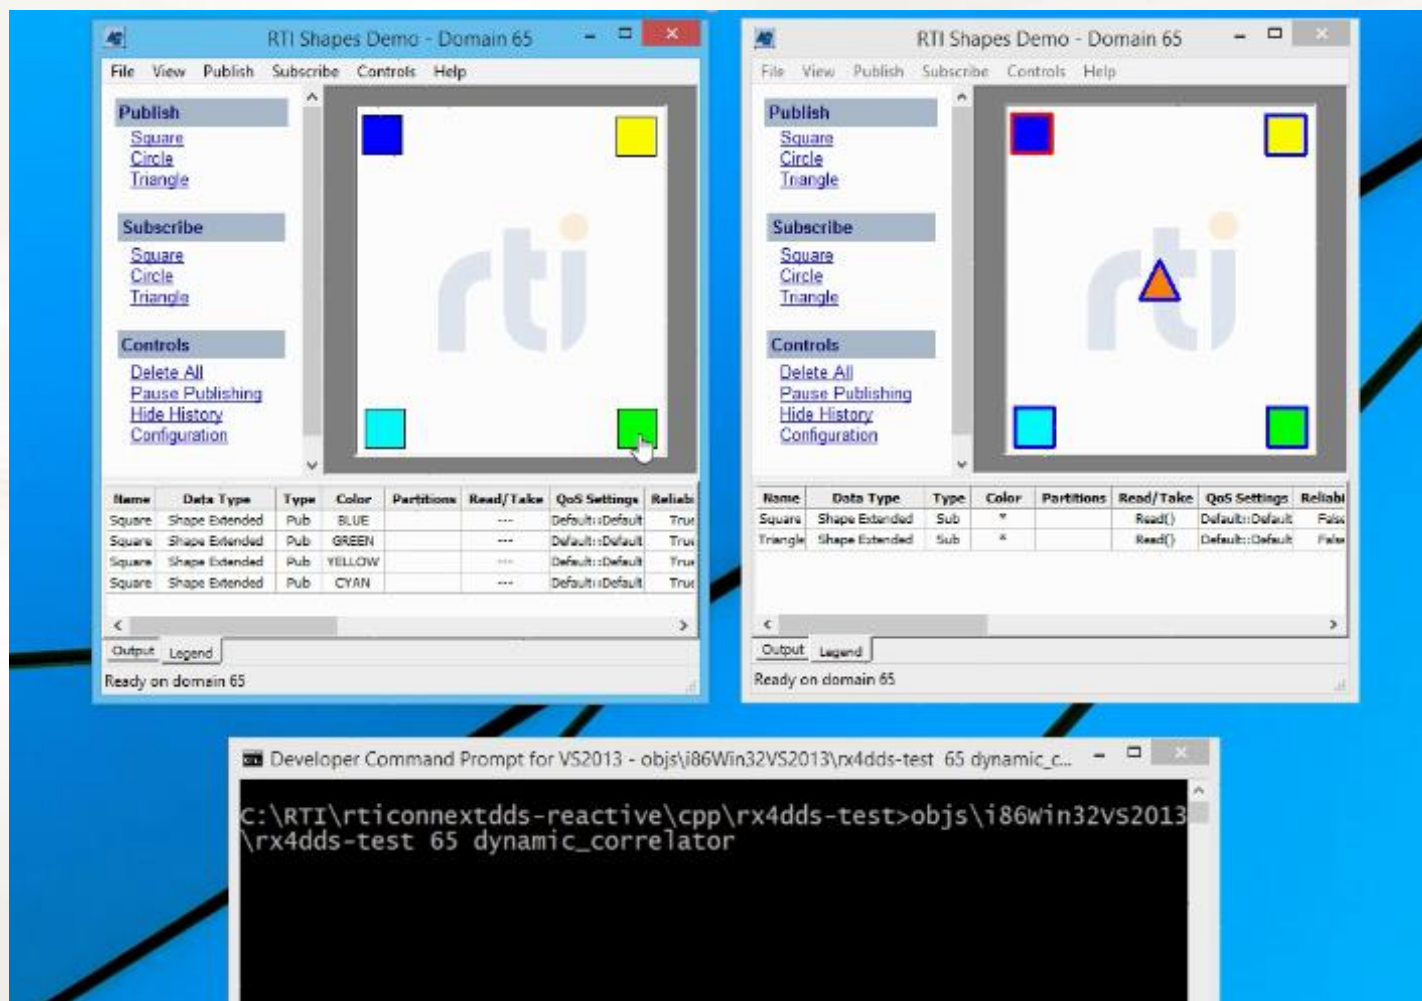 RTI Shapes Demo - Domain 65
File View Publish Subscribe Controls Help
Publish
Square
Circle
Triangle
Subscribe
Square
Circle
Triangle
Controls
Delete All
Pause Publishing
Hide History
Configuration
rti
Name Data Type Type Color Partitions Read/Take QoS Settings Reliabi
Square Shape Extended Pub BLUE --- Default::Default True
Square Shape Extended Pub GREEN --- Default::Default True
Square Shape Extended Pub YELLOW --- Default::Default True
Square Shape Extended Pub CYAN --- Default::Default True
Output Legend
Ready on domain 65
RTI Shapes Demo - Domain 65
File View Publish Subscribe Controls Help
Publish
Square
Circle
Triangle
Subscribe
Square
Circle
Triangle
Controls
Delete All
Pause Publishing
Hide History
Configuration
rti
Name Data Type Type Color Partitions Read/Take QoS Settings Reliabi
Square Shape Extended Sub * Read() Default::Default False
Triangle Shape Extended Sub * Read() Default::Default False
Output Legend
Ready on domain 65
Developer Command Prompt for VS2013 - objs\i86Win32VS2013\rx4dds-test 65 dynamic_c...
C:\RTI\rticonnextdds-reactive\cpp\rx4dds-test>objs\i86Win32VS2013
\rx4dds-test 65 dynamic_correlator